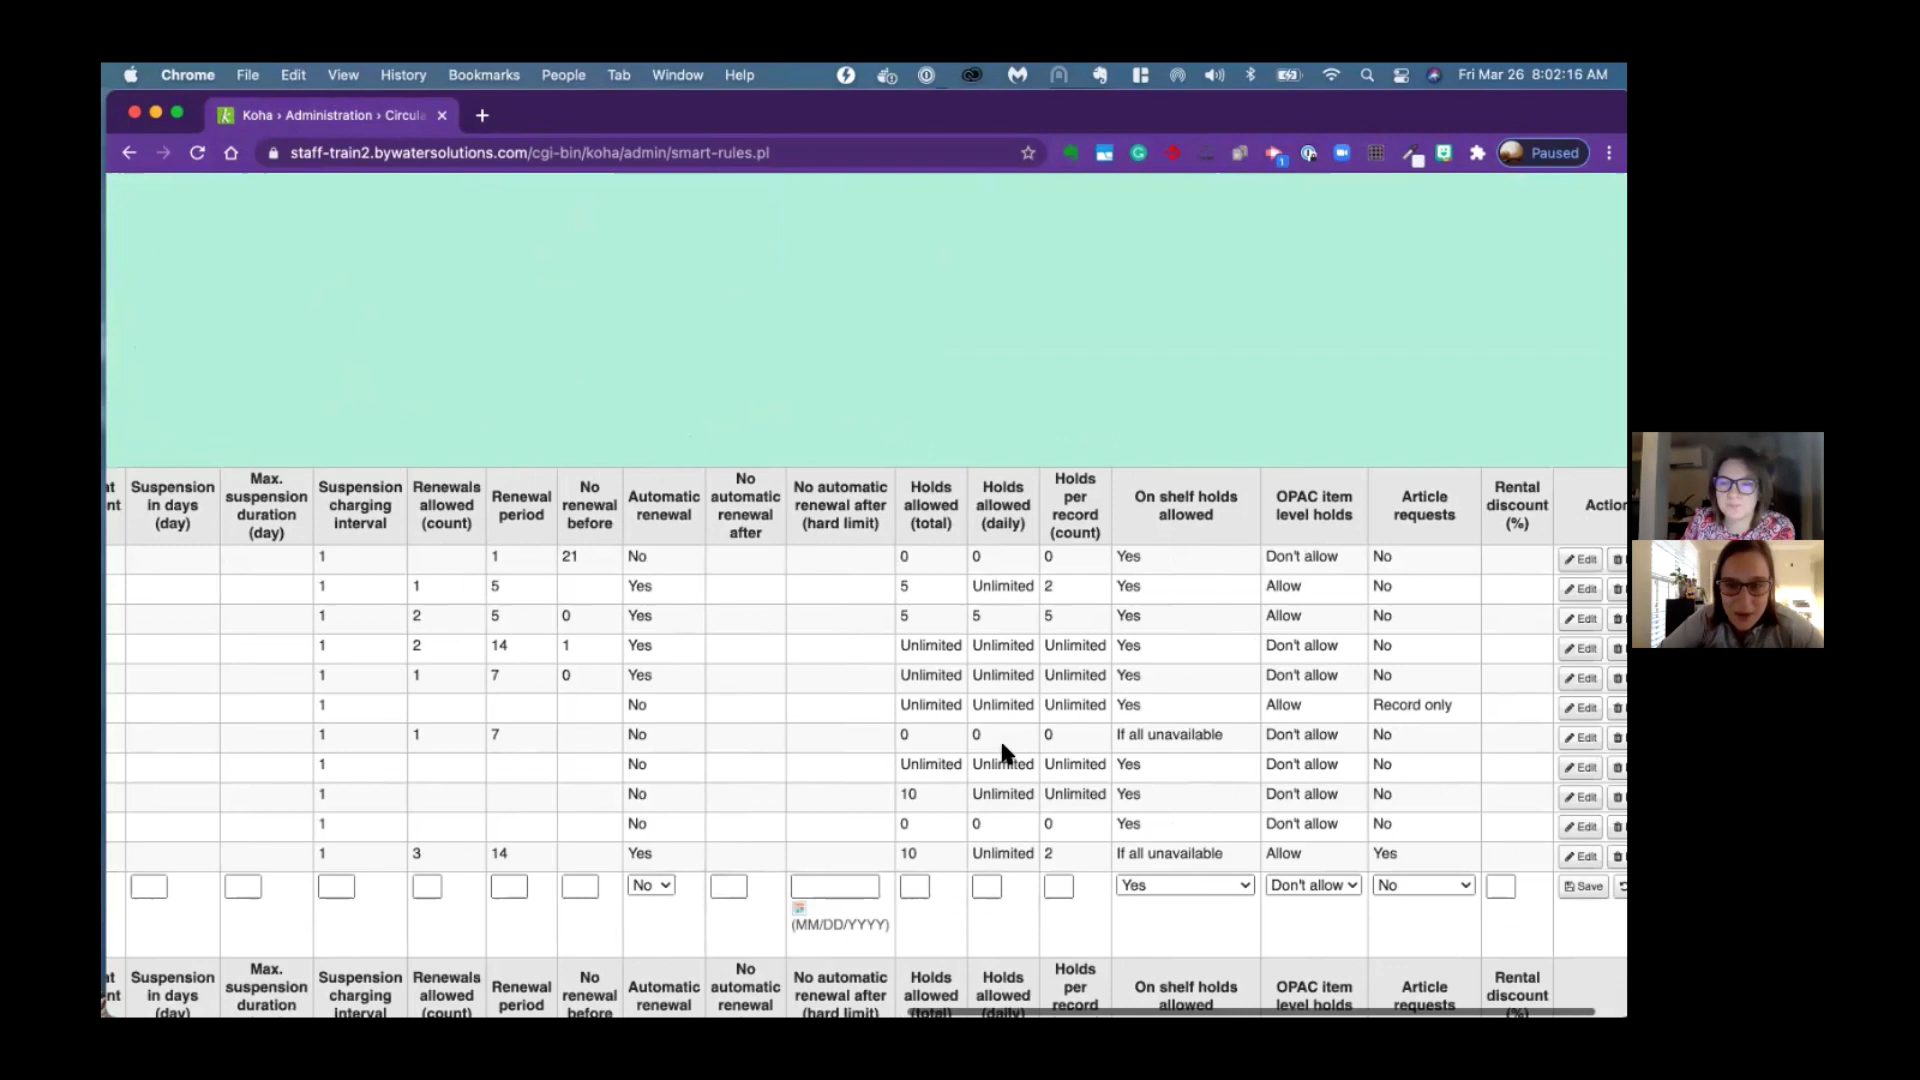 Chrome File Edit View History Bookmarks People Tab Window Help Fri Mar 26 8:02:16 AM
Koha › Administration › Circula
staff-train2.bywatersolutions.com/cgi-bin/koha/admin/smart-rules.pl 1 Paused
Suspension in days (day) Max. suspension duration (day) Suspension charging interval Renewals allowed (count) Renewal period No renewal before Automatic renewal No automatic renewal after No automatic renewal after (hard limit) Holds allowed (total) Holds allowed (daily) Holds per record (count) On shelf holds allowed OPAC item level holds Article requests Rental discount (%) Action
1 1 21 No 0 0 0 Yes Don't allow No Edit
1 1 5 Yes 5 Unlimited 2 Yes Allow No Edit
1 2 5 0 Yes 5 5 5 Yes Allow No Edit
1 2 14 1 Yes Unlimited Unlimited Unlimited Yes Don't allow No Edit
1 1 7 0 Yes Unlimited Unlimited Unlimited Yes Don't allow No Edit
1 No Unlimited Unlimited Unlimited Yes Allow Record only Edit
1 1 7 No 0 0 0 If all unavailable Don't allow No Edit
1 No Unlimited Unlimited Unlimited Yes Don't allow No Edit
1 No 10 Unlimited Unlimited Yes Don't allow No Edit
1 No 0 0 0 Yes Don't allow No Edit
1 3 14 Yes 10 Unlimited 2 If all unavailable Allow Yes Edit
No Yes Don't allow No Save
(MM/DD/YYYY)
Suspension in days (day) Max. suspension duration Suspension charging interval Renewals allowed (count) Renewal period No renewal before Automatic renewal No automatic renewal No automatic renewal after (hard limit) Holds allowed (total) Holds allowed (daily) Holds per record On shelf holds allowed OPAC item level holds Article requests Rental discount (%)